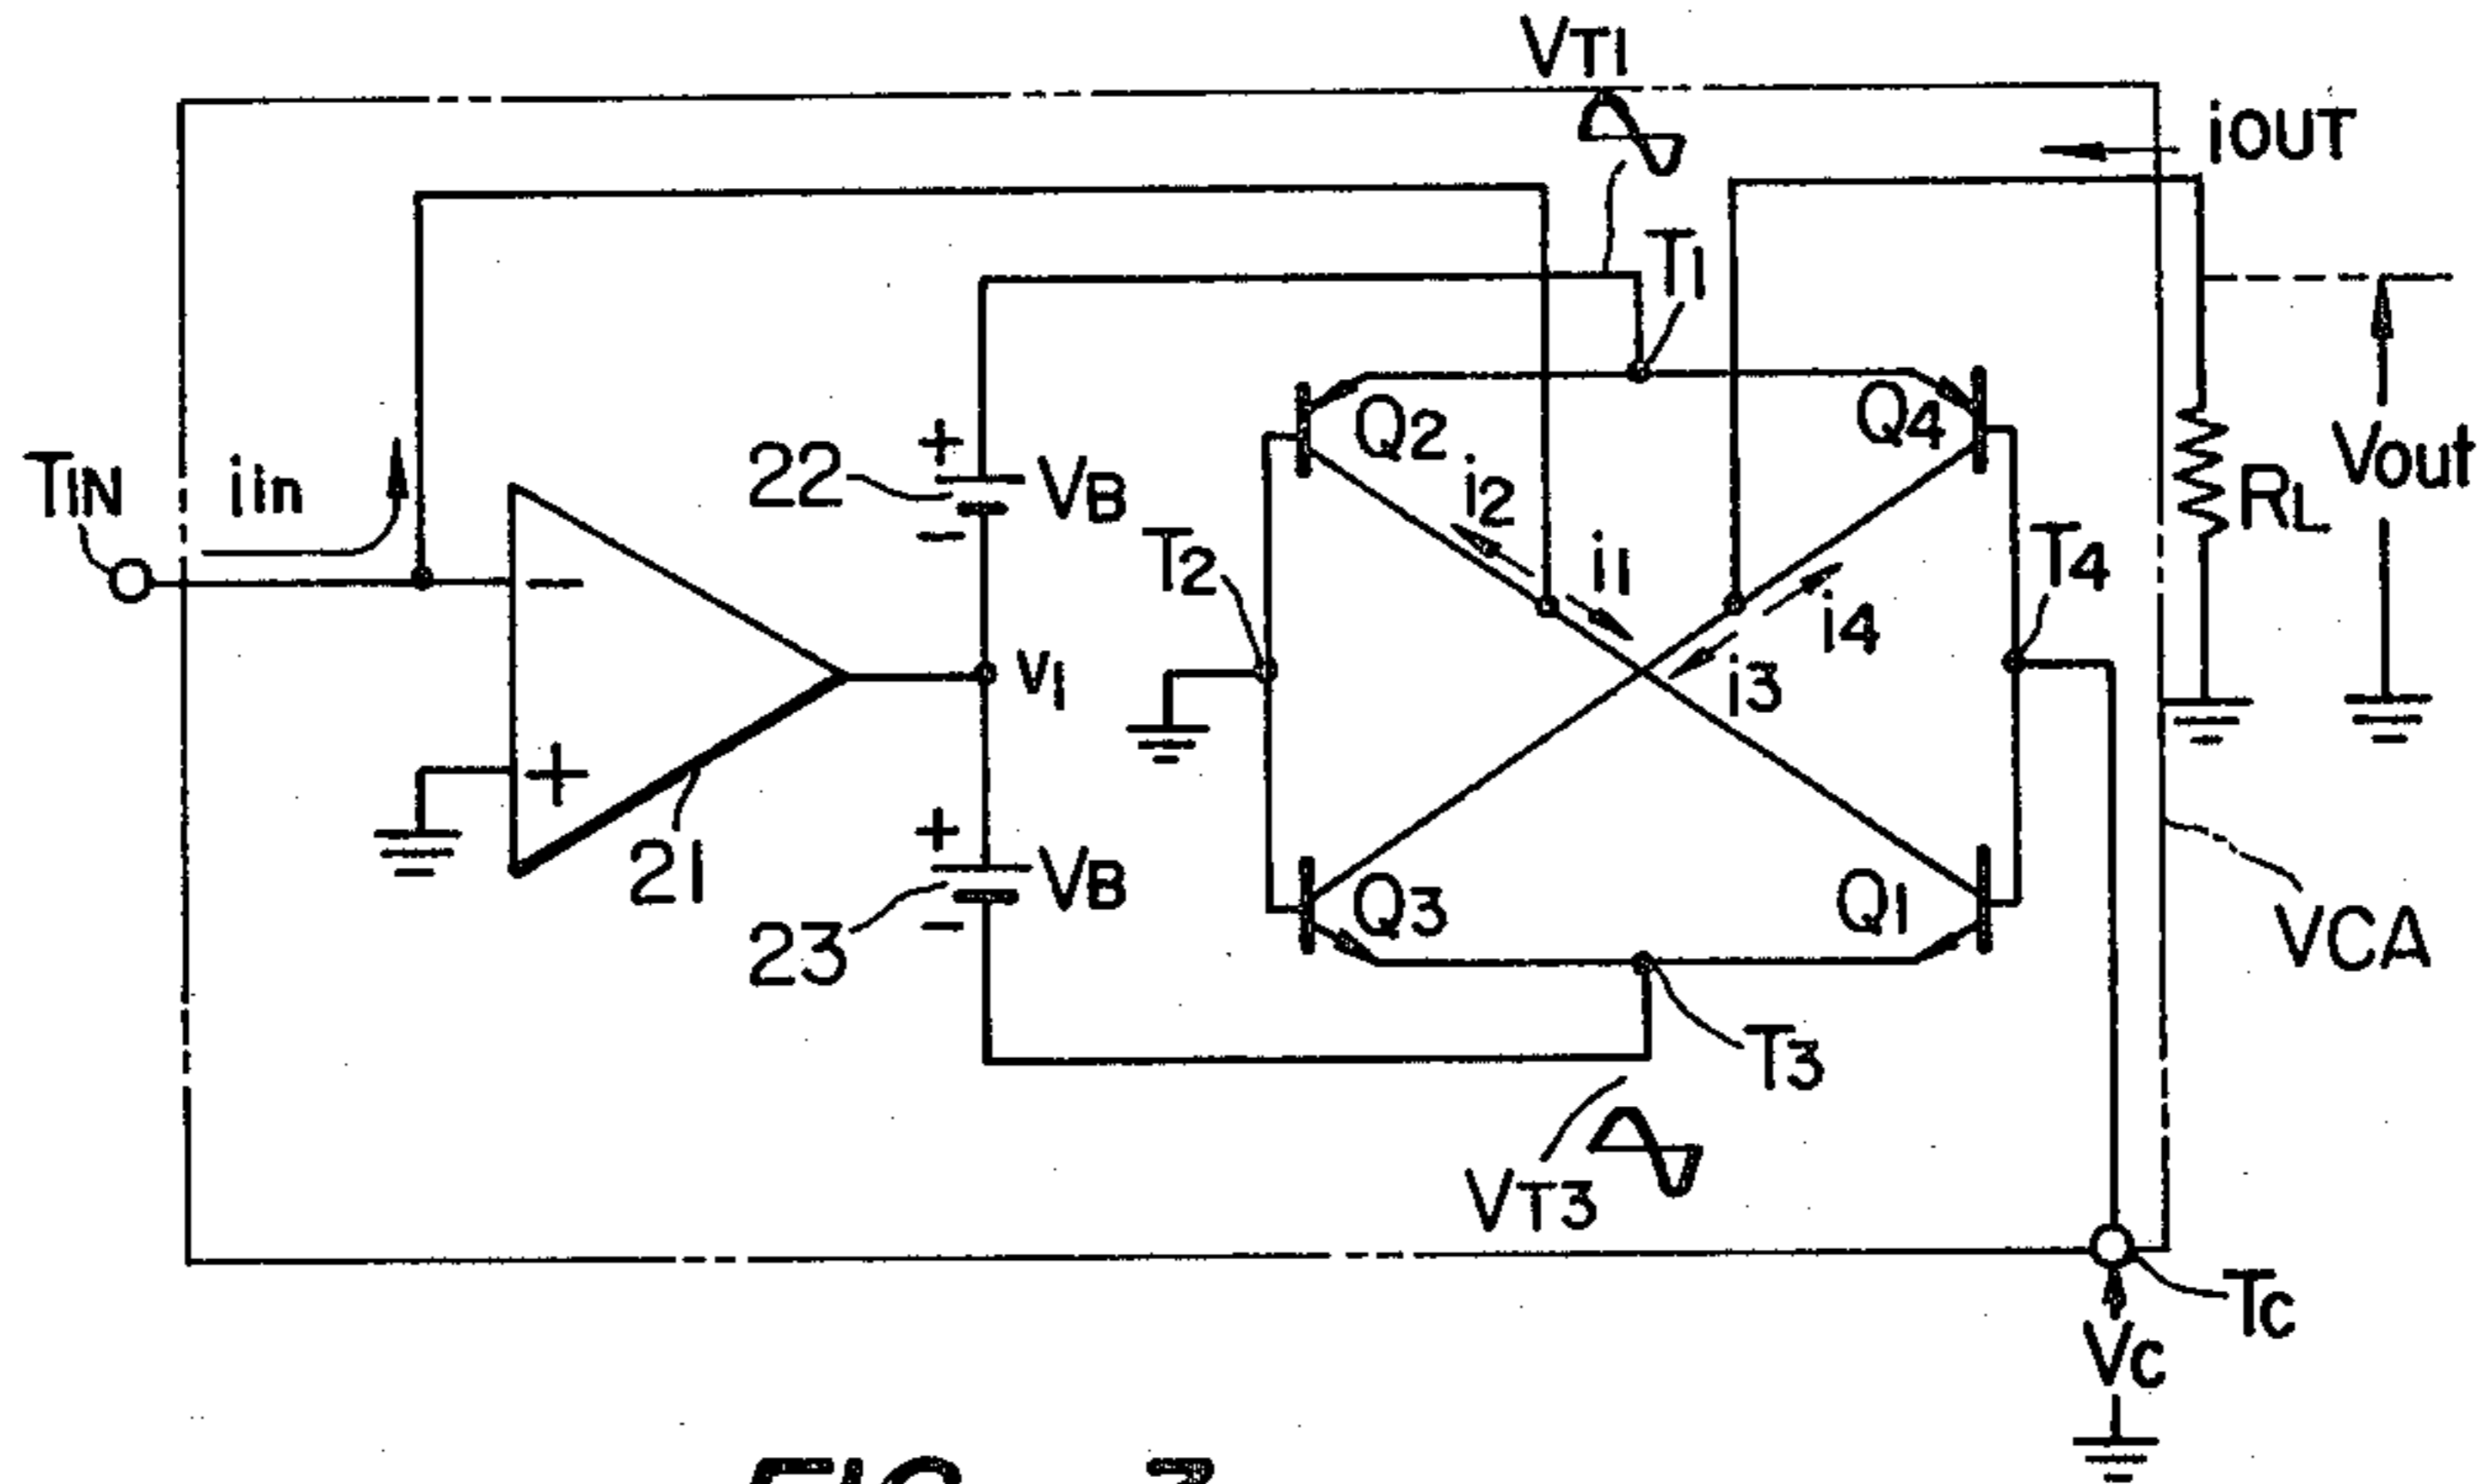 VT1
iOUT
T1
TIN
iin
−
+
21
22
+
VB
−
v1
23
+
VB
−
T2
Q2
Q4
i2
i1
i4
i3
T4
Q3
Q1
T3
VT3
RL
Vout
VCA
TC
VC